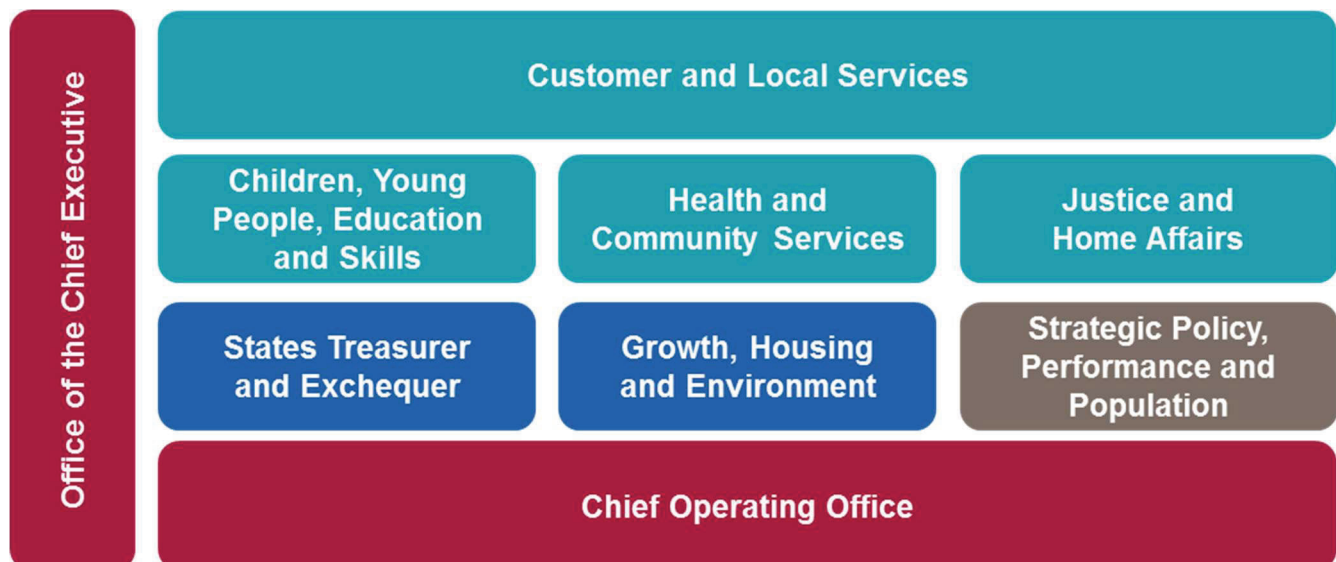 Office of the Chief Executive
Customer and Local Services
Children, Young
People, Education
and Skills
Health and
Community Services
Justice and
Home Affairs
States Treasurer
and Exchequer
Growth, Housing
and Environment
Strategic Policy,
Performance and
Population
Chief Operating Office